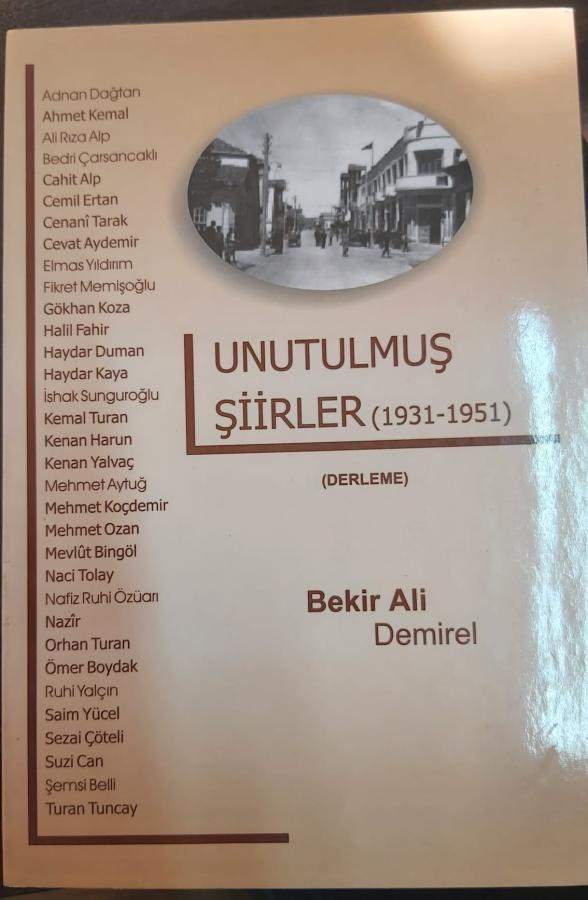 Adnan Dağtan
Ahmet Kemal
Ali Rıza Alp
Bedri Çarsancaklı
Cahit Alp
Cemil Ertan
Cenanî Tarak
Cevat Aydemir
Elmas Yıldırım
Fikret Memişoğlu
Gökhan Koza
Halil Fahir
Haydar Duman
Haydar Kaya
İshak Sunguroğlu
Kemal Turan
Kenan Harun
Kenan Yalvaç
Mehmet Aytuğ
Mehmet Koçdemir
Mehmet Ozan
Mevlût Bingöl
Naci Tolay
Nafiz Ruhi Özüarı
Nazîr
Orhan Turan
Ömer Boydak
Ruhi Yalçın
Saim Yücel
Sezai Çöteli
Suzi Can
Şemsi Belli
Turan Tuncay
UNUTULMUŞ
ŞİİRLER (1931-1951)
(DERLEME)
Bekir Ali
Demirel